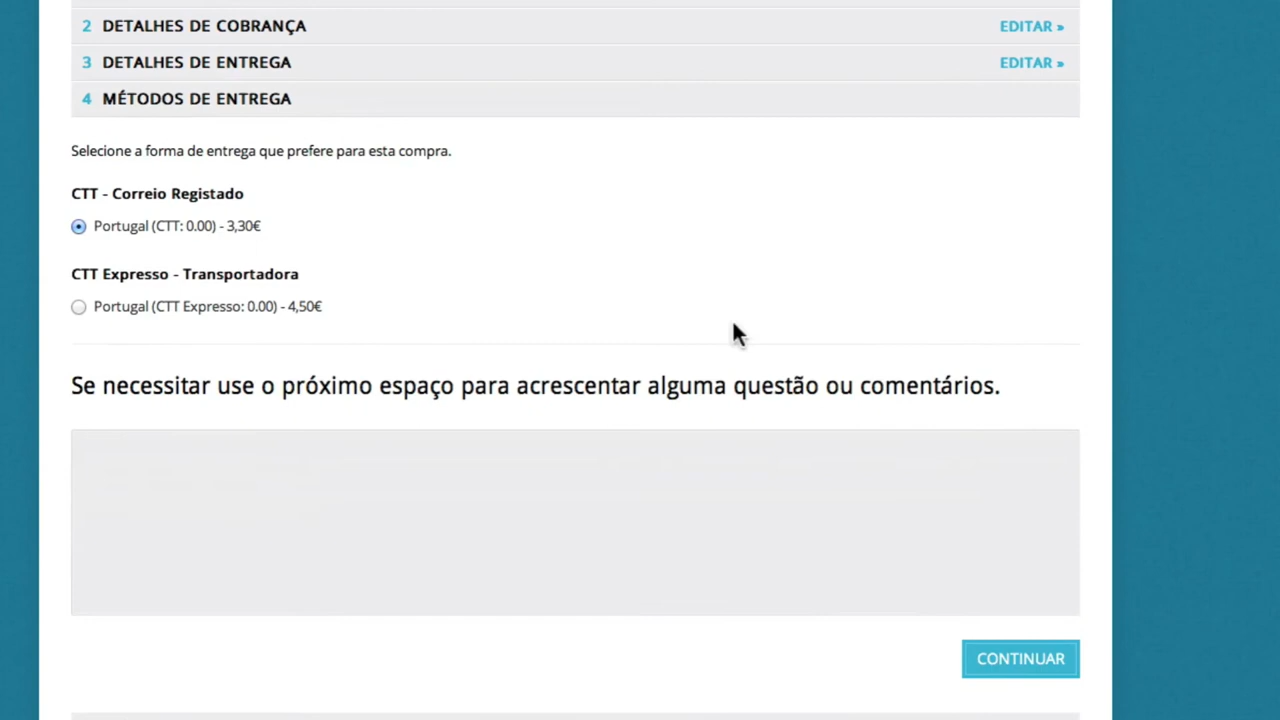 2 DETALHES DE COBRANÇA EDITAR »
3 DETALHES DE ENTREGA EDITAR »
4 MÉTODOS DE ENTREGA
Selecione a forma de entrega que prefere para esta compra.
CTT - Correio Registado
Portugal (CTT: 0.00) - 3,30€
CTT Expresso - Transportadora
Portugal (CTT Expresso: 0.00) - 4,50€
Se necessitar use o próximo espaço para acrescentar alguma questão ou comentários.
CONTINUAR